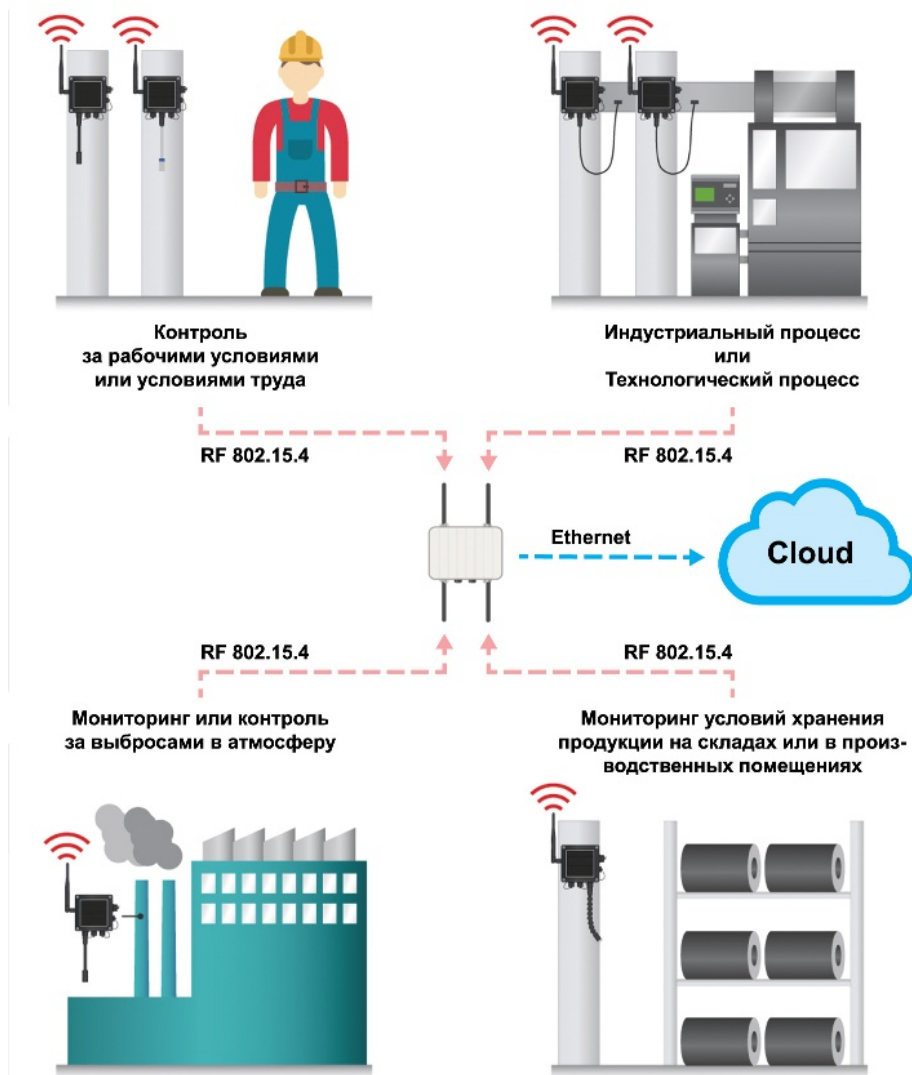 Контроль
за рабочими условиями
или условиями труда
Индустриальный процесс
или
Технологический процесс
RF 802.15.4
RF 802.15.4
Ethernet
Cloud
RF 802.15.4
RF 802.15.4
Мониторинг или контроль
за выбросами в атмосферу
Мониторинг условий хранения
продукции на складах или в произ-
водственных помещениях